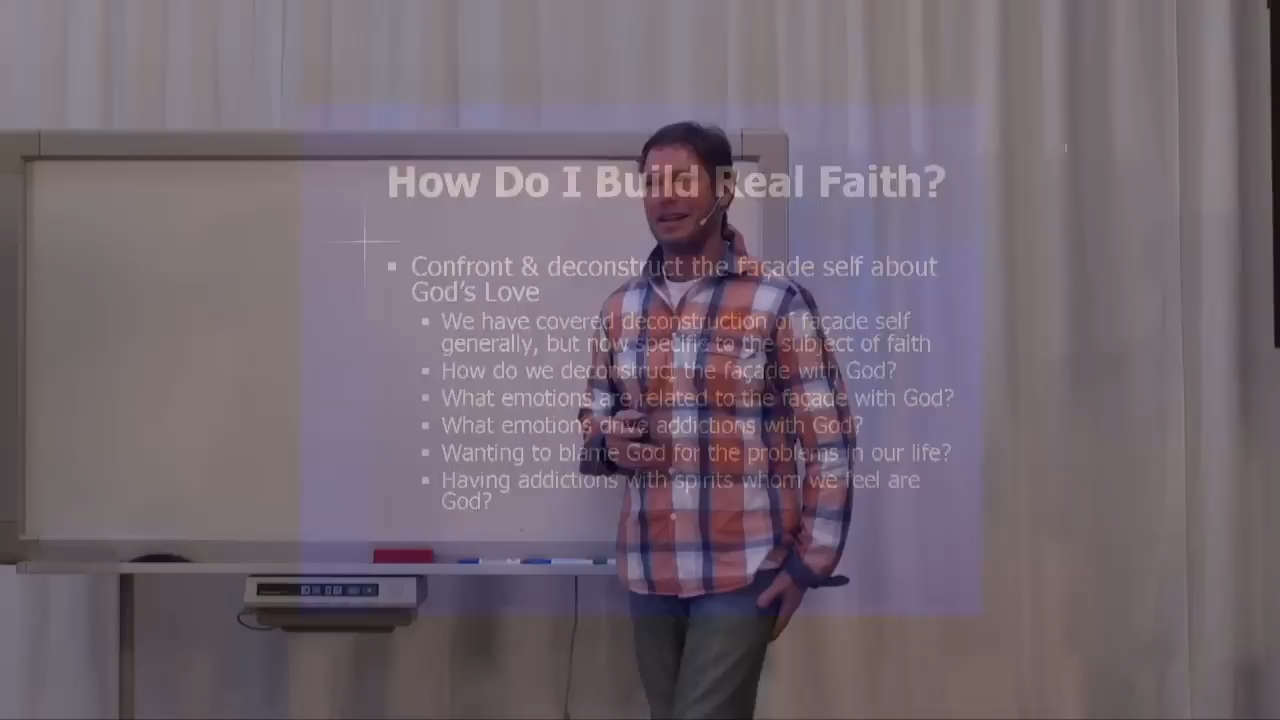 How Do I Build Real Faith?
Confront & deconstruct the façade self about
God's Love
We have covered deconstruction of façade self
generally, but now specific to the subject of faith
How do we deconstruct the façade with God?
What emotions are related to the façade with God?
What emotions drive addictions with God?
Wanting to blame God for the problems in our life?
Having addictions with spirits whom we feel are
God?